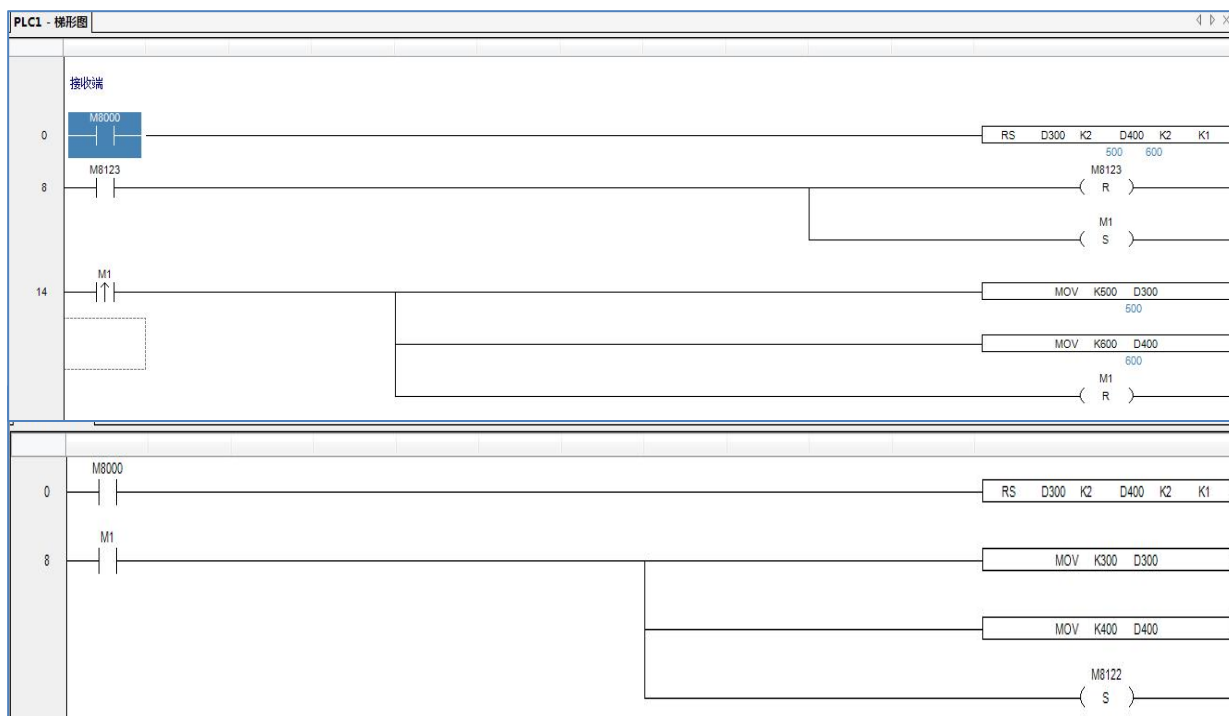 PLC1 - 梯形图
接收端
M8000
0
RS D300 K2 D400 K2 K1
500 600
M8123
8
M8123
R
M1
S
M1
14
MOV K500 D300
500
MOV K600 D400
600
M1
R
M8000
0
RS D300 K2 D400 K2 K1
M1
8
MOV K300 D300
MOV K400 D400
M8122
S